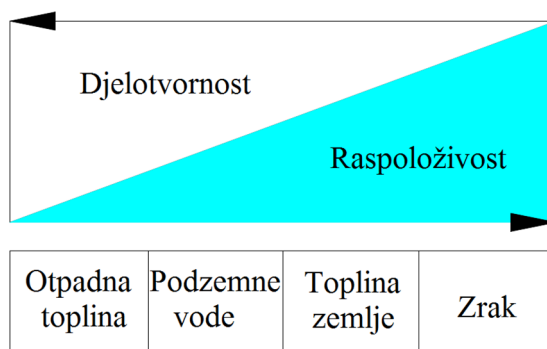 Djelotvornost
Raspoloživost
Otpadna
toplina
Podzemne
vode
Toplina
zemlje
Zrak